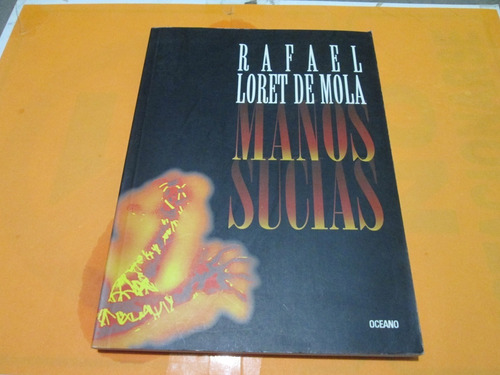 RAFAEL
LORET DE MOLA
MANOS
SUCIAS
OCEANO